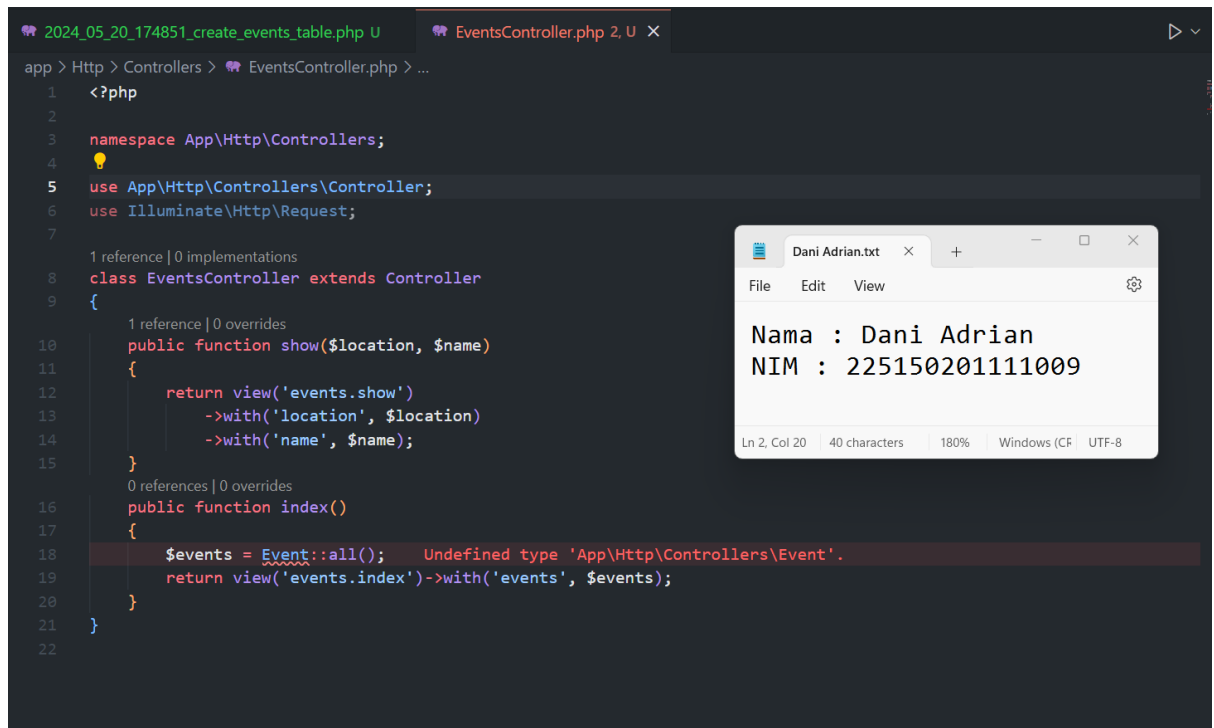 2024_05_20_174851_create_events_table.php U
EventsController.php 2, U
app > Http > Controllers > EventsController.php > ...
1 <?php
2
3 namespace App\Http\Controllers;
4
5 use App\Http\Controllers\Controller;
6 use Illuminate\Http\Request;
7
1 reference | 0 implementations
8 class EventsController extends Controller
9 {
1 reference | 0 overrides
10 public function show($location, $name)
11 {
12 return view('events.show')
13 ->with('location', $location)
14 ->with('name', $name);
15 }
0 references | 0 overrides
16 public function index()
17 {
18 $events = Event::all(); Undefined type 'App\Http\Controllers\Event'.
19 return view('events.index')->with('events', $events);
20 }
21 }
22
Dani Adrian.txt
File Edit View
Nama : Dani Adrian
NIM : 225150201111009
Ln 2, Col 20 40 characters 180% Windows (CF UTF-8